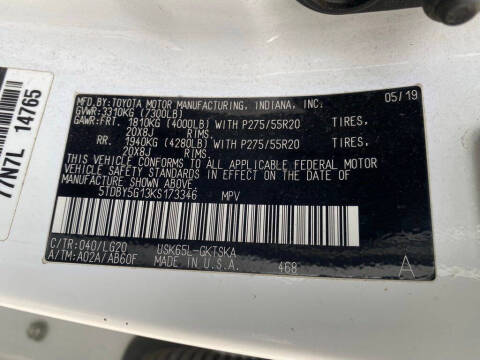 MFD BY: TOYOTA MOTOR MANUFACTURING, INDIANA, INC. 05/19
GVWR: 3310KG (7300LB)
GAWR: FRT. 1810KG (4000LB) WITH P275/55R20 TIRES,
20X8J RIMS,
RR. 1940KG (4280LB) WITH P275/55R20 TIRES,
20X8J RIMS.
THIS VEHICLE CONFORMS TO ALL APPLICABLE FEDERAL MOTOR
VEHICLE SAFETY STANDARDS IN EFFECT ON THE DATE OF
MANUFACTURE SHOWN ABOVE.
5TDBY5G13KS173346 MPV
C/TR: 040/LG20 USK65L-GKTSKA
A/TM: A02A/AB60F MADE IN U.S.A. 468 A
77N7L 14765